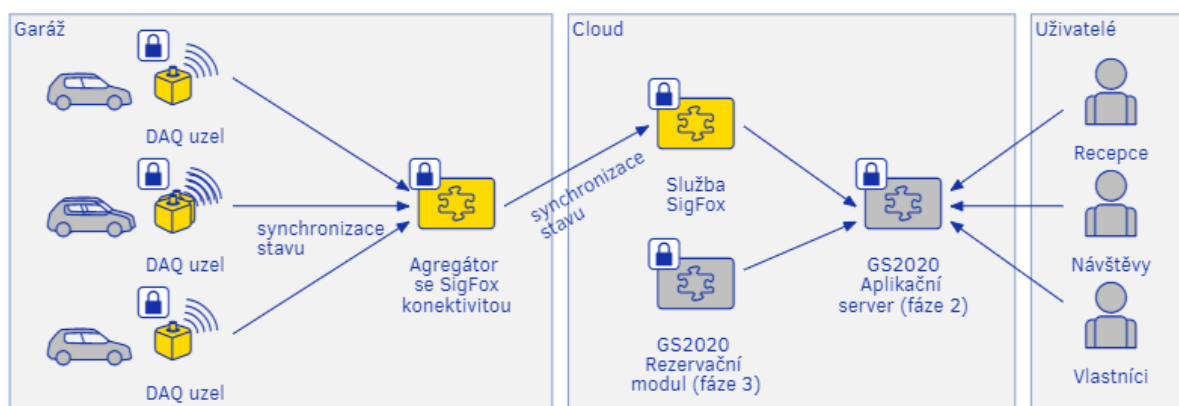 Garáž
DAQ uzel
DAQ uzel
DAQ uzel
synchronizace
stavu
Agregátor
se SigFox
konektivitou
synchronizace
stavu
Cloud
Služba
SigFox
GS2020
Rezervační
modul (fáze 3)
GS2020
Aplikační
server (fáze 2)
Uživatelé
Recepce
Návštěvy
Vlastníci